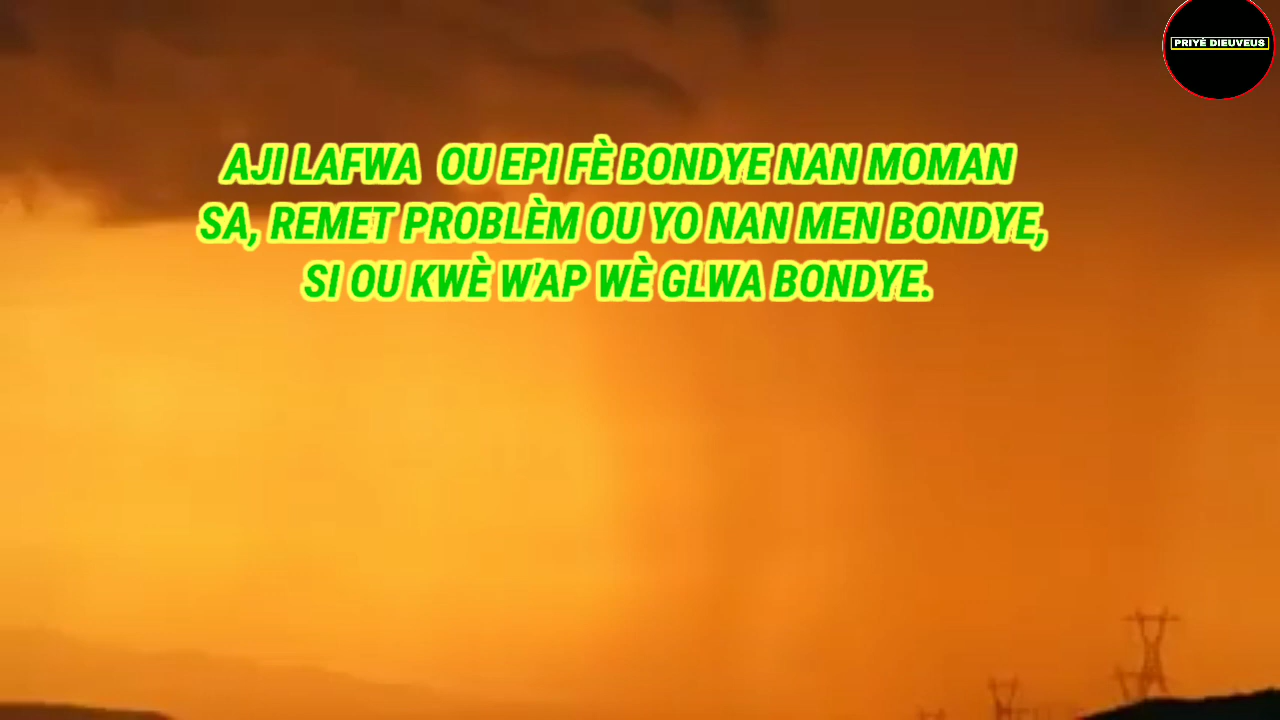 PRIYÈ DIEUVEUS
AJI LAFWA OU EPI FÈ BONDYE NAN MOMAN
SA, REMET PROBLÈM OU YO NAN MEN BONDYE,
SI OU KWÈ W'AP WÈ GLWA BONDYE.